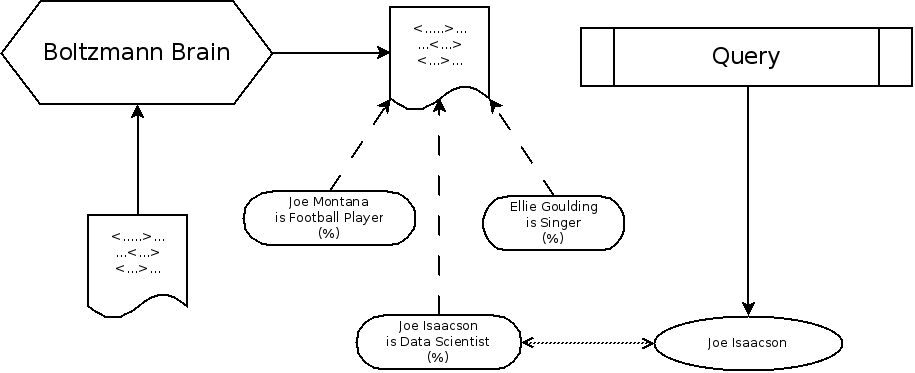 Boltzmann Brain
<.....>...
...<...>
<...>...
Query
Joe Montana
is Football Player
(%)
Ellie Goulding
is Singer
(%)
<.....>...
...<...>
<...>...
Joe Isaacson
is Data Scientist
(%)
Joe Isaacson